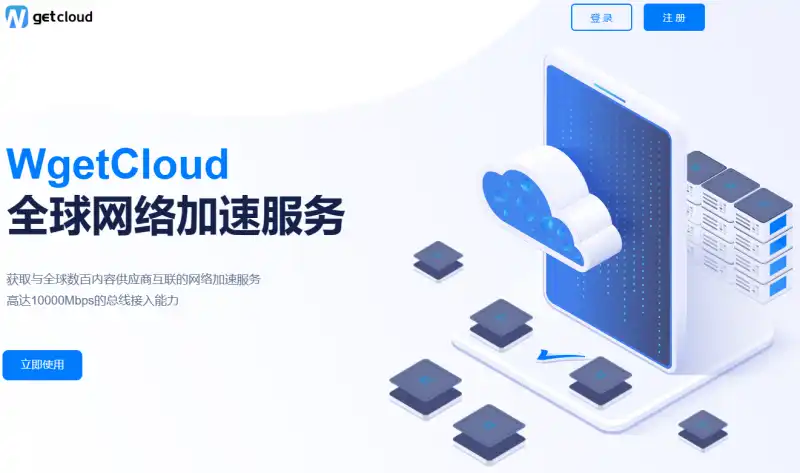 getcloud
登录
注册
WgetCloud
全球网络加速服务
获取与全球数百内容供应商互联的网络加速服务
高达10000Mbps的总线接入能力
立即使用